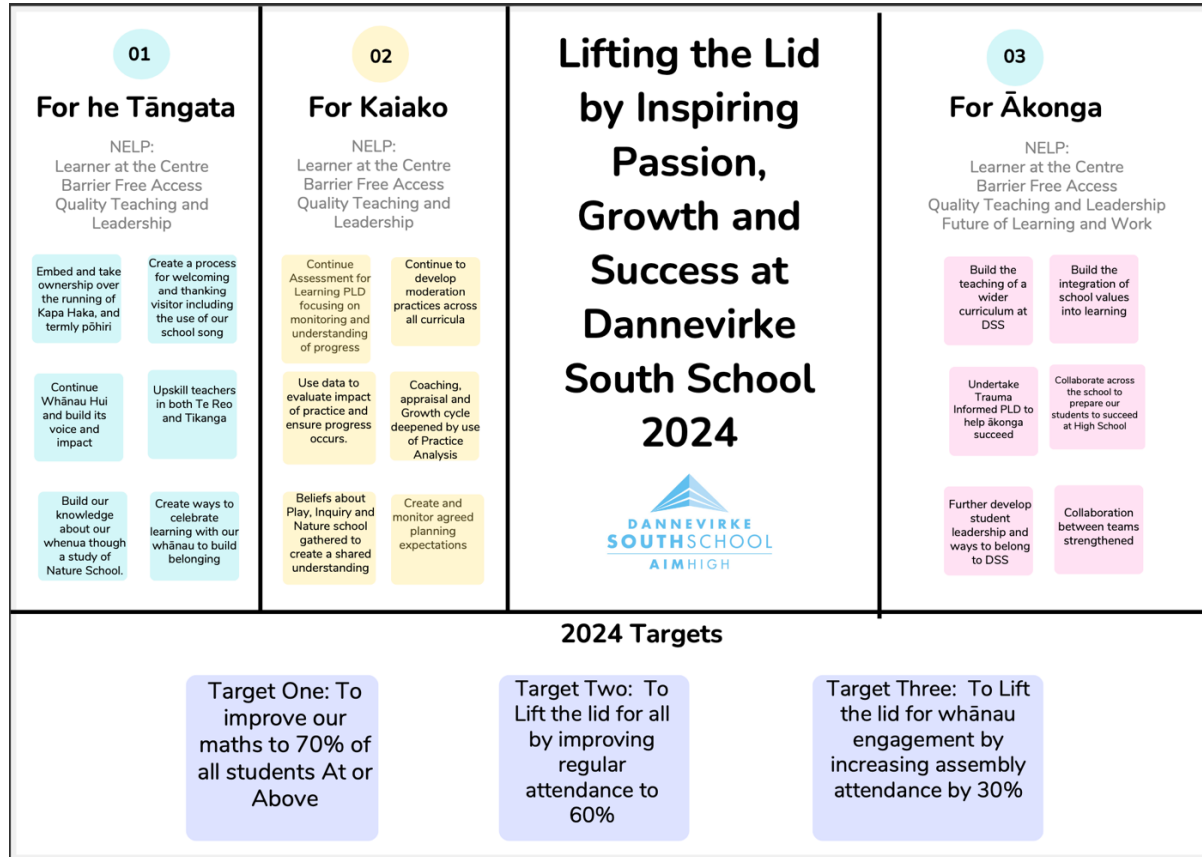 01
For he Tāngata
NELP:
Learner at the Centre
Barrier Free Access
Quality Teaching and
Leadership
Embed and take
ownership over
the running of
Kapa Haka, and
termly pōhiri
Create a process
for welcoming
and thanking
visitor including
the use of our
school song
Continue
Whānau Hui
and build its
voice and
impact
Upskill teachers
in both Te Reo
and Tikanga
Build our
knowledge
about our
whenua though
a study of
Nature School.
Create ways to
celebrate
learning with our
whānau to build
belonging
02
For Kaiako
NELP:
Learner at the Centre
Barrier Free Access
Quality Teaching and
Leadership
Continue
Assessment for
Learning PLD
focusing on
monitoring and
understanding
of progress
Continue to
develop
moderation
practices across
all curricula
Use data to
evaluate impact
of practice and
ensure progress
occurs.
Coaching,
appraisal and
Growth cycle
deepened by use
of Practice
Analysis
Beliefs about
Play, Inquiry and
Nature school
gathered to
create a shared
understanding
Create and
monitor agreed
planning
expectations
Lifting the Lid
by Inspiring
Passion,
Growth and
Success at
Dannevirke
South School
2024
DANNEVIRKE
SOUTHSCHOOL
AIMHIGH
03
For Ākonga
NELP:
Learner at the Centre
Barrier Free Access
Quality Teaching and Leadership
Future of Learning and Work
Build the
teaching of a
wider
curriculum at
DSS
Build the
integration of
school values
into learning
Undertake
Trauma
Informed PLD to
help ākonga
succeed
Collaborate across
the school to
prepare our
students to succeed
at High School
Further develop
student
leadership and
ways to belong
to DSS
Collaboration
between teams
strengthened
2024 Targets
Target One: To
improve our
maths to 70% of
all students At or
Above
Target Two: To
Lift the lid for all
by improving
regular
attendance to
60%
Target Three: To Lift
the lid for whānau
engagement by
increasing assembly
attendance by 30%